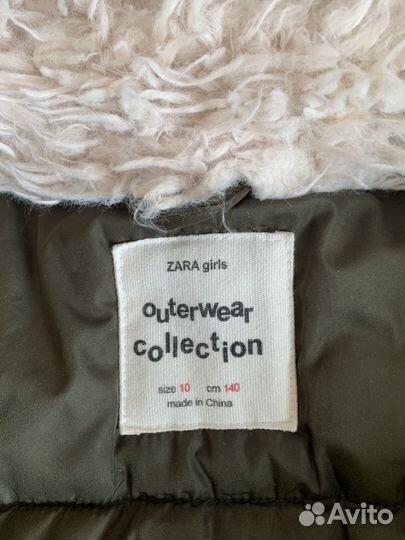 ZARA girls
outerwear
collection
size 10 cm 140
made in China
Avito